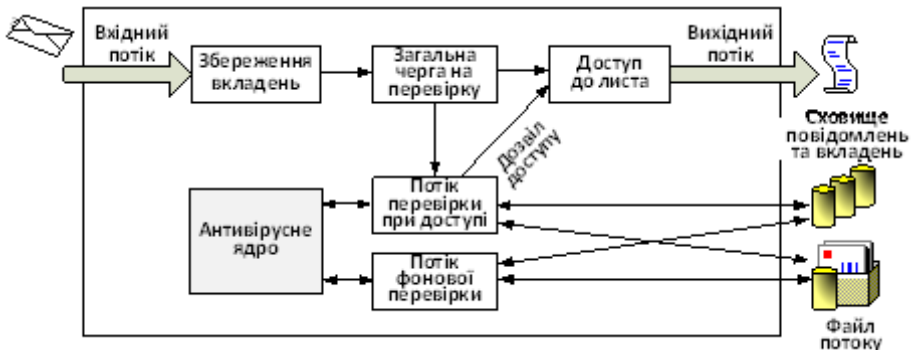 Вхідний
потік
Збереження
вкладень
Загальна
черга на
перевірку
Доступ
до листа
Вихідний
потік
Дозвіл
доступу
Сховище
повідомлень
та вкладень
Антивірусне
ядро
Потік
перевірки
при доступі
Потік
фонової
перевірки
Файл
потоку